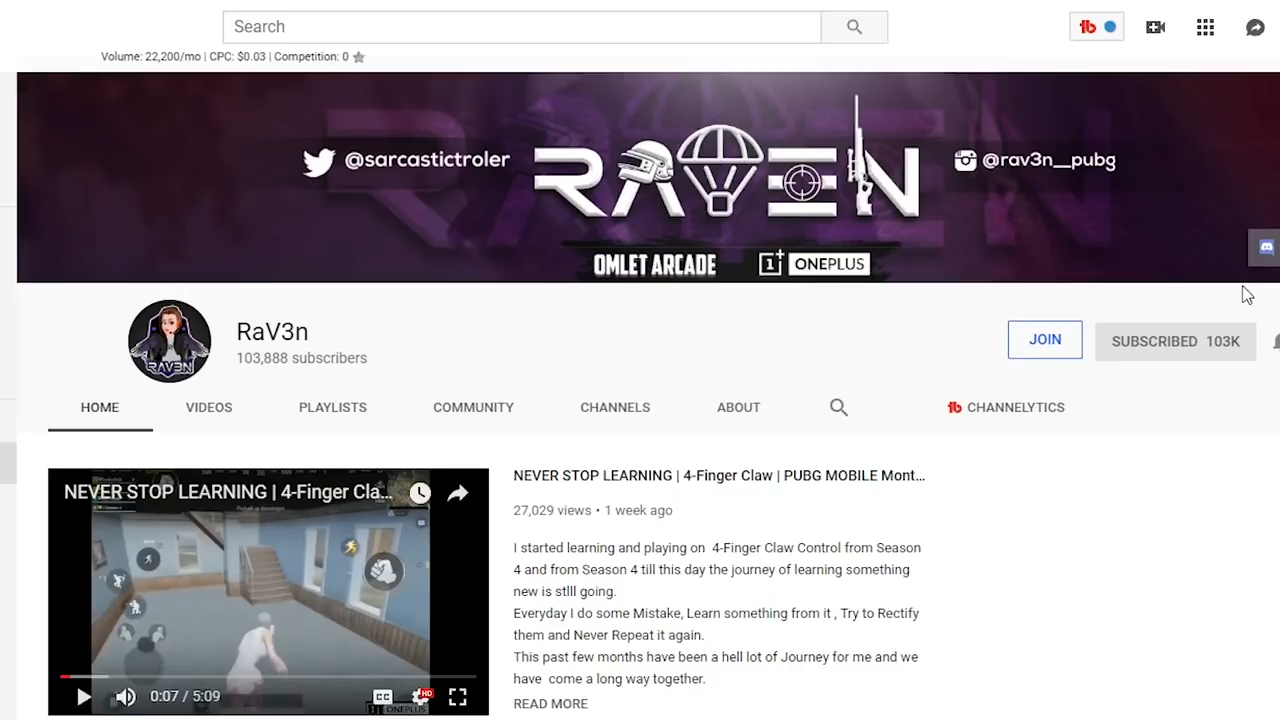 Search
Volume: 22,200/mo | CPC: $0.03 | Competition: 0
@sarcastictroler
RAVEN
@rav3n__pubg
OMLET ARCADE
1+ ONEPLUS
RAV3N
RaV3n
103,888 subscribers
JOIN
SUBSCRIBED 103K
HOME
VIDEOS
PLAYLISTS
COMMUNITY
CHANNELS
ABOUT
CHANNELYTICS
NEVER STOP LEARNING | 4-Finger Cla...
0:07 / 5:09
CC
HD
1+ ONEPLUS
NEVER STOP LEARNING | 4-Finger Claw | PUBG MOBILE Mont...
27,029 views • 1 week ago
I started learning and playing on 4-Finger Claw Control from Season
4 and from Season 4 till this day the journey of learning something
new is stlll going.
Everyday I do some Mistake, Learn something from it , Try to Rectify
them and Never Repeat it again.
This past few months have been a hell lot of Journey for me and we
have come a long way together.
READ MORE